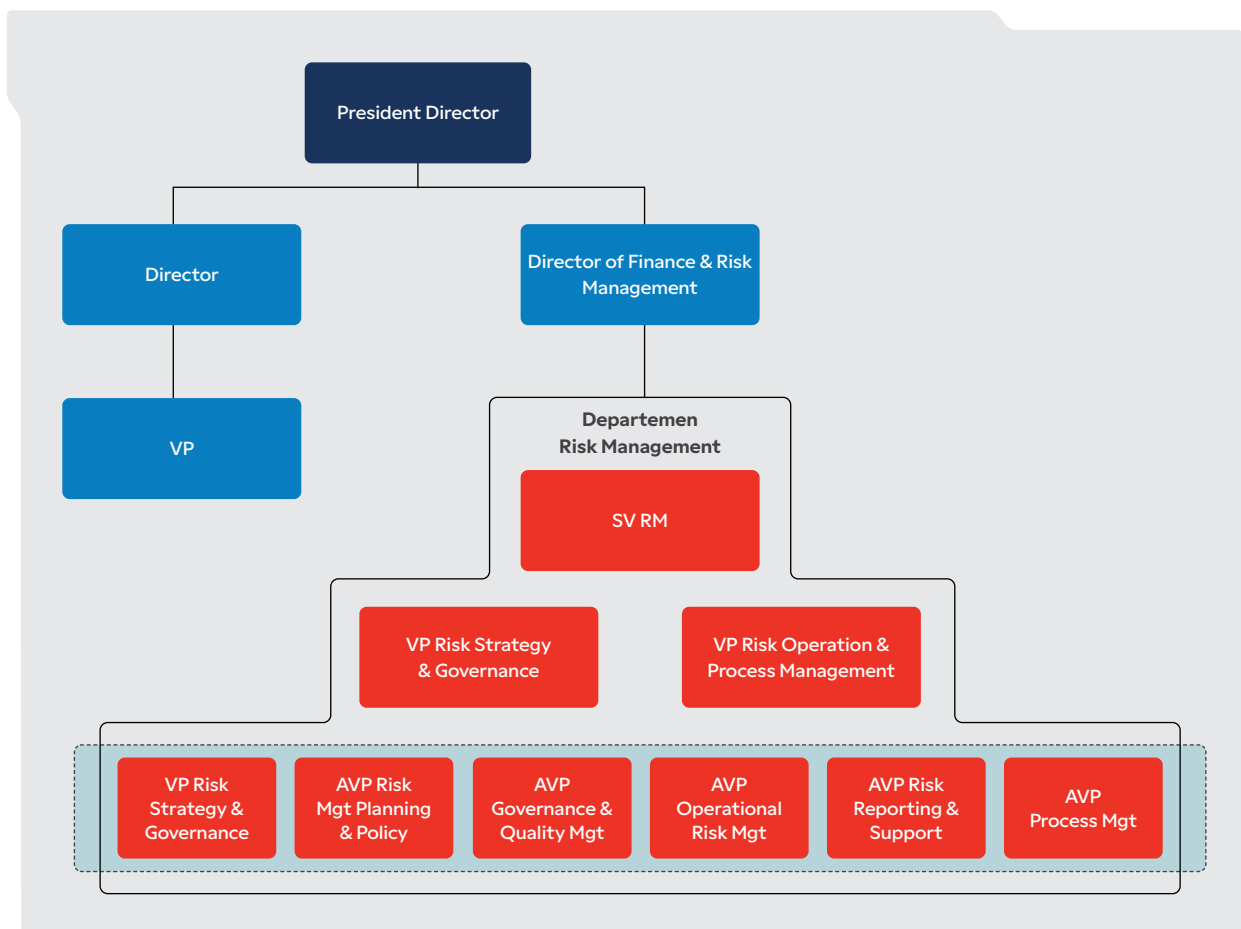 President Director
Director
Director of Finance & Risk
Management
VP
Departemen
Risk Management
SV RM
VP Risk Strategy
& Governance
VP Risk Operation &
Process Management
VP Risk
Strategy &
Governance
AVP Risk
Mgt Planning
& Policy
AVP
Governance &
Quality Mgt
AVP
Operational
Risk Mgt
AVP Risk
Reporting &
Support
AVP
Process Mgt